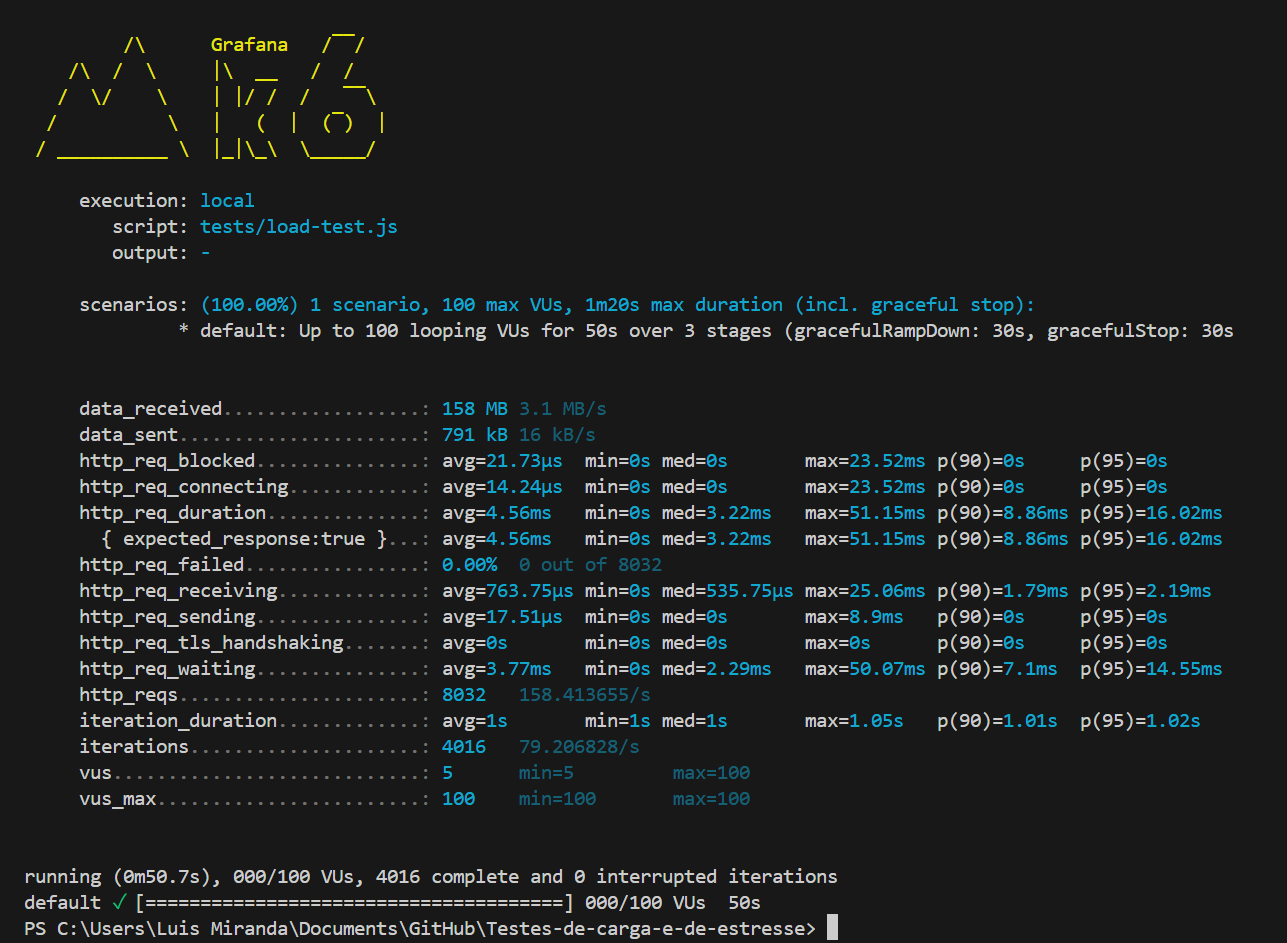 Grafana
execution: local
script: tests/load-test.js
output: -
scenarios: (100.00%) 1 scenario, 100 max VUs, 1m20s max duration (incl. graceful stop):
* default: Up to 100 looping VUs for 50s over 3 stages (gracefulRampDown: 30s, gracefulStop: 30s
data_received..................: 158 MB 3.1 MB/s
data_sent......................: 791 kB 16 kB/s
http_req_blocked...............: avg=21.73µs min=0s med=0s max=23.52ms p(90)=0s p(95)=0s
http_req_connecting............: avg=14.24µs min=0s med=0s max=23.52ms p(90)=0s p(95)=0s
http_req_duration..............: avg=4.56ms min=0s med=3.22ms max=51.15ms p(90)=8.86ms p(95)=16.02ms
{ expected_response:true }...: avg=4.56ms min=0s med=3.22ms max=51.15ms p(90)=8.86ms p(95)=16.02ms
http_req_failed................: 0.00% 0 out of 8032
http_req_receiving.............: avg=763.75µs min=0s med=535.75µs max=25.06ms p(90)=1.79ms p(95)=2.19ms
http_req_sending...............: avg=17.51µs min=0s med=0s max=8.9ms p(90)=0s p(95)=0s
http_req_tls_handshaking.......: avg=0s min=0s med=0s max=0s p(90)=0s p(95)=0s
http_req_waiting...............: avg=3.77ms min=0s med=2.29ms max=50.07ms p(90)=7.1ms p(95)=14.55ms
http_reqs......................: 8032 158.413655/s
iteration_duration.............: avg=1s min=1s med=1s max=1.05s p(90)=1.01s p(95)=1.02s
iterations.....................: 4016 79.206828/s
vus............................: 5 min=5 max=100
vus_max........................: 100 min=100 max=100
running (0m50.7s), 000/100 VUs, 4016 complete and 0 interrupted iterations
default ✓ [======================================] 000/100 VUs 50s
PS C:\Users\Luis Miranda\Documents\GitHub\Testes-de-carga-e-de-estresse>